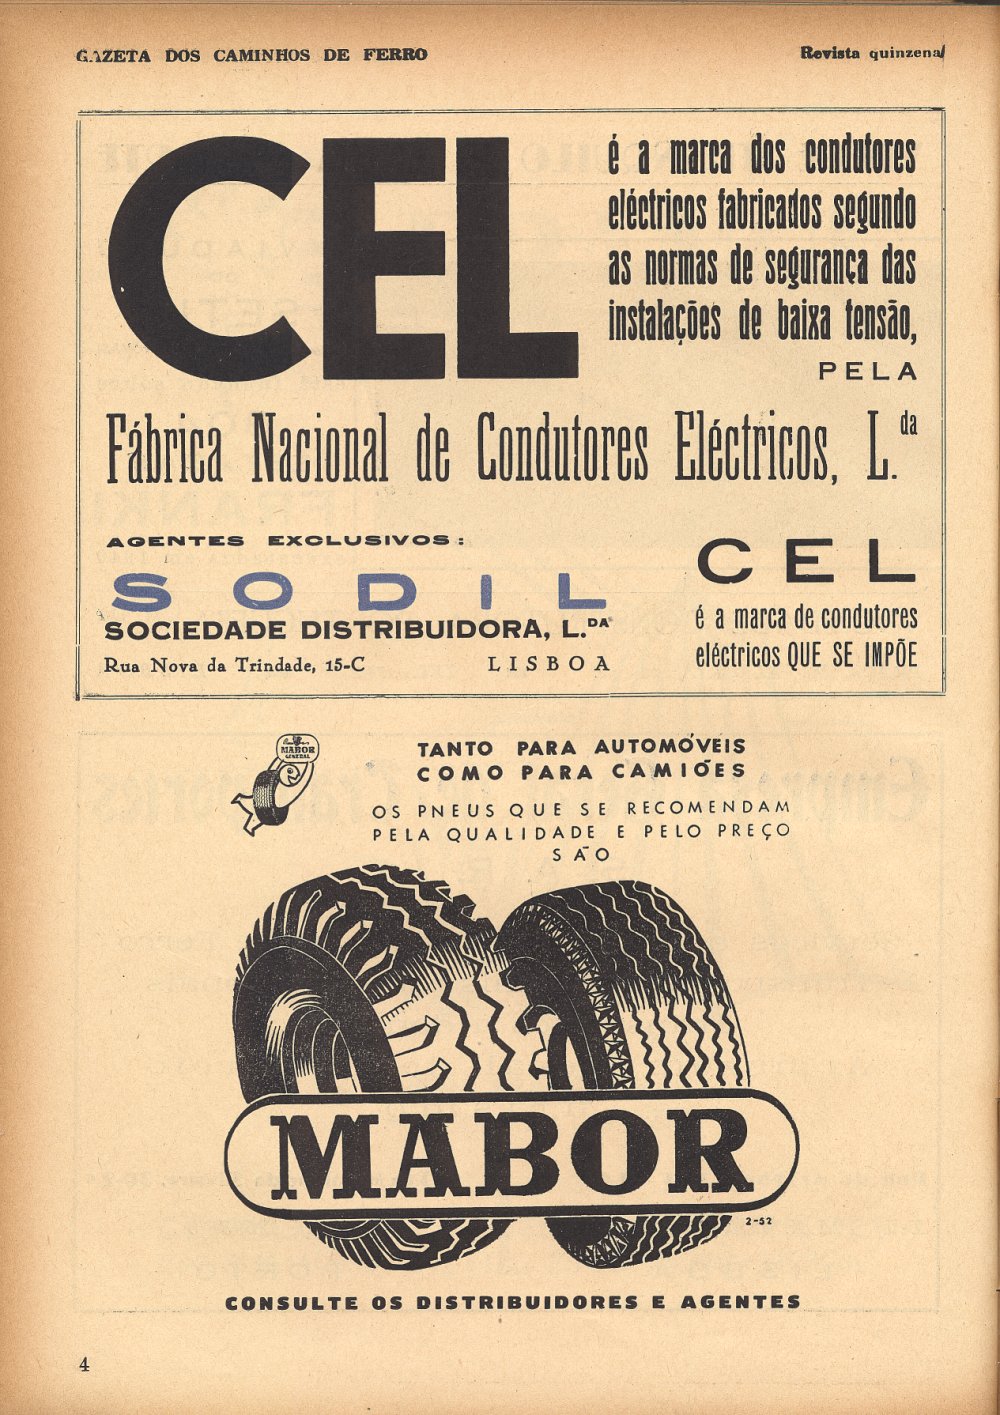 GAZETA DOS CAMINHOS DE FERRO
Revista quinzenal
CEL
é a marca dos condutores
eléctricos fabricados segundo
as normas de segurança das
instalações de baixa tensão,
PELA
Fábrica Nacional de Condutores Eléctricos, L.da
AGENTES EXCLUSIVOS:
SODIL
SOCIEDADE DISTRIBUIDORA, L.DA
Rua Nova da Trindade, 15-C LISBOA
CEL
é a marca de condutores
eléctricos QUE SE IMPÕE
MABOR
GENERAL
TANTO PARA AUTOMÓVEIS
COMO PARA CAMIÕES
OS PNEUS QUE SE RECOMENDAM
PELA QUALIDADE E PELO PREÇO
SÃO
MABOR
2-52
CONSULTE OS DISTRIBUIDORES E AGENTES
4